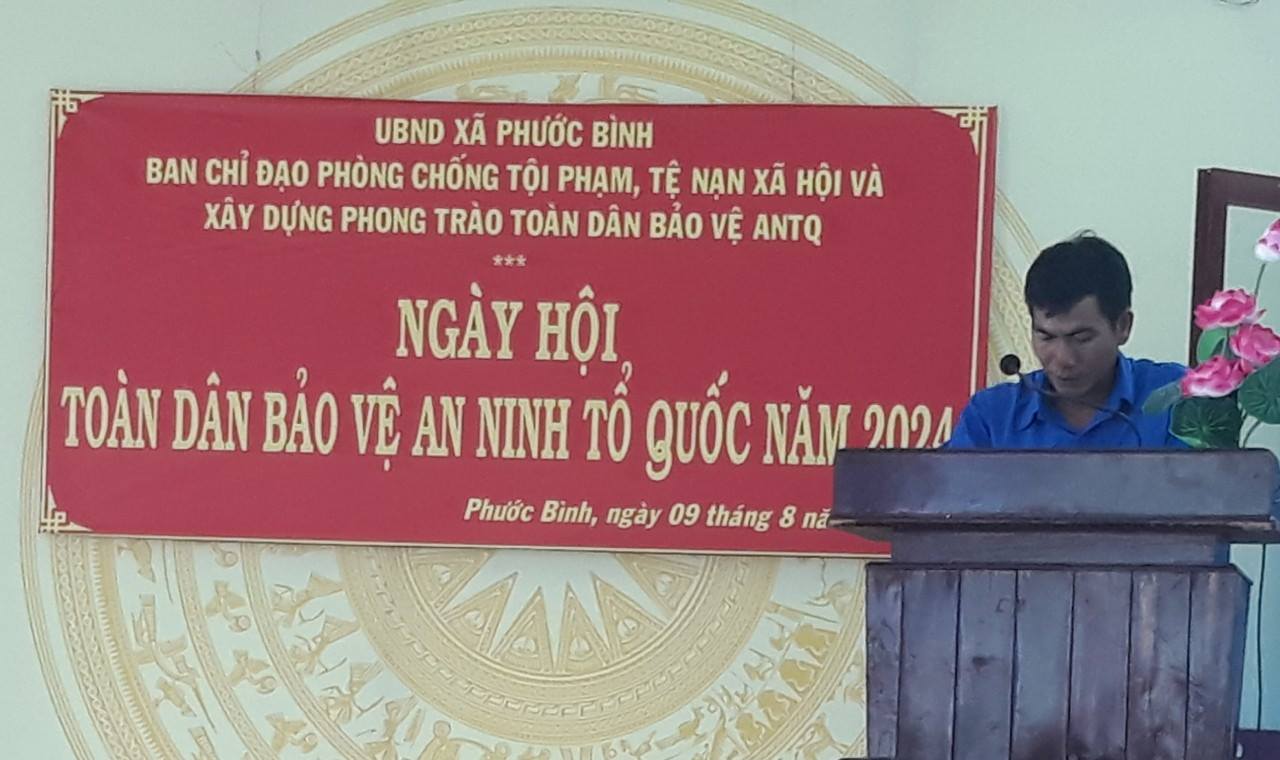 UBND XÃ PHƯỚC BÌNH
BAN CHỈ ĐẠO PHÒNG CHỐNG TỘI PHẠM, TỆ NẠN XÃ HỘI VÀ
XÂY DỰNG PHONG TRÀO TOÀN DÂN BẢO VỆ ANTQ
***
NGÀY HỘI
TOÀN DÂN BẢO VỆ AN NINH TỔ QUỐC NĂM 2024
Phước Bình, ngày 09 tháng 8